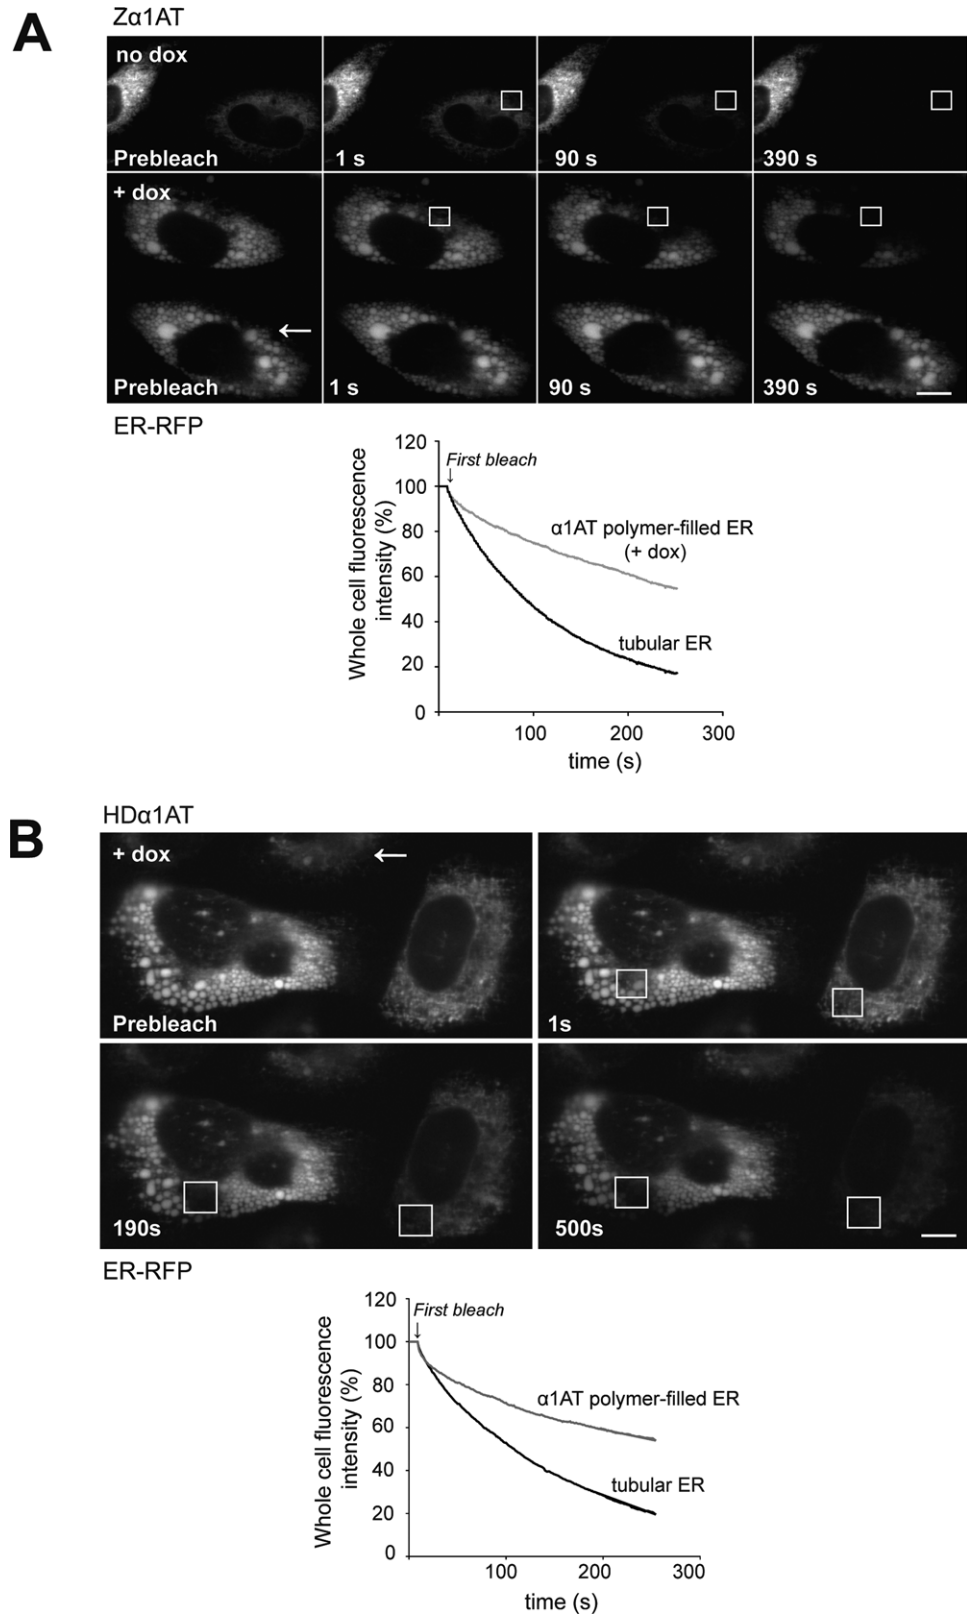 A
Zα1AT
no dox
Prebleach
1 s
90 s
390 s
+ dox
Prebleach
1 s
90 s
390 s
ER-RFP
Whole cell fluorescence
intensity (%)
120
100
80
60
40
20
0
First bleach
α1AT polymer-filled ER
(+ dox)
tubular ER
100
200
300
time (s)
B
HDα1AT
+ dox
Prebleach
1s
190s
500s
ER-RFP
Whole cell fluorescence
intensity (%)
120
100
80
60
40
20
0
First bleach
α1AT polymer-filled ER
tubular ER
100
200
300
time (s)